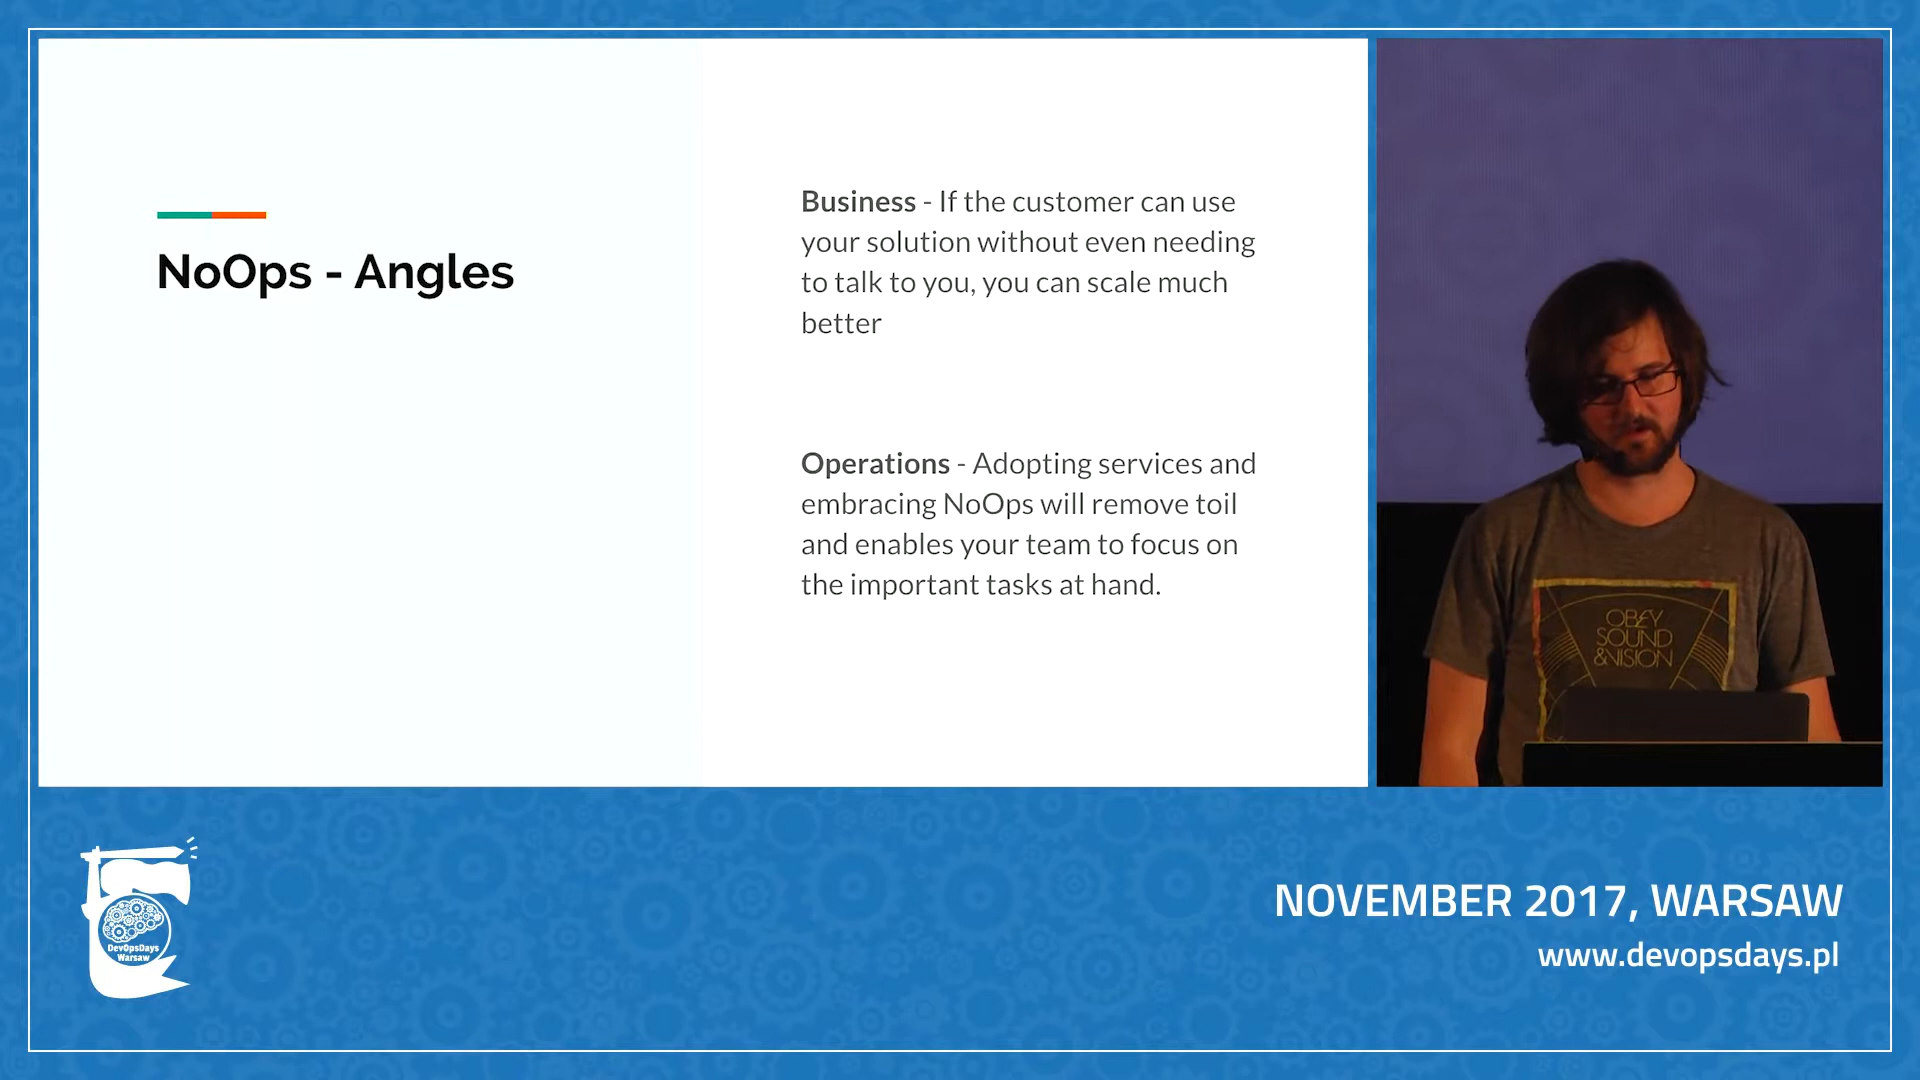 NoOps - Angles
Business - If the customer can use
your solution without even needing
to talk to you, you can scale much
better
Operations - Adopting services and
embracing NoOps will remove toil
and enables your team to focus on
the important tasks at hand.
OBEY
SOUND
&VISION
DevOpsDays
Warsaw
NOVEMBER 2017, WARSAW
www.devopsdays.pl